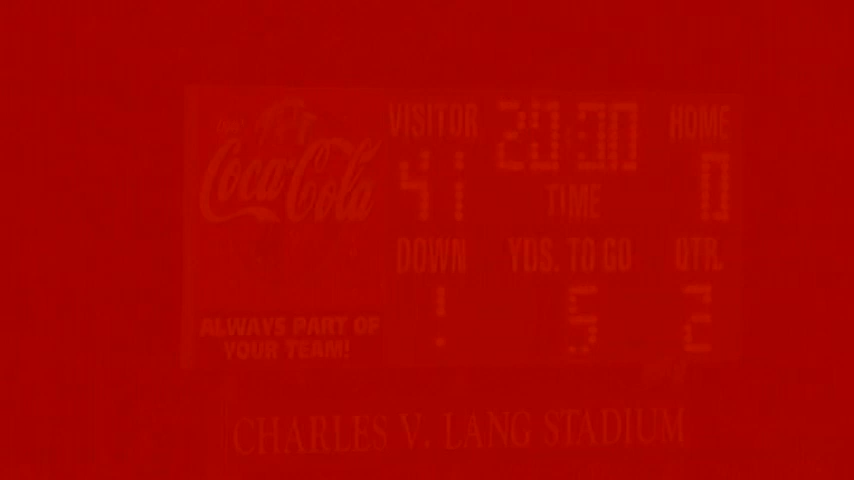 Coca-Cola
ALWAYS PART OF
YOUR TEAM!
VISITOR 20:00 HOME
41 TIME 0
DOWN YDS. TO GO QTR.
1 5 2
CHARLES V. LANG STADIUM